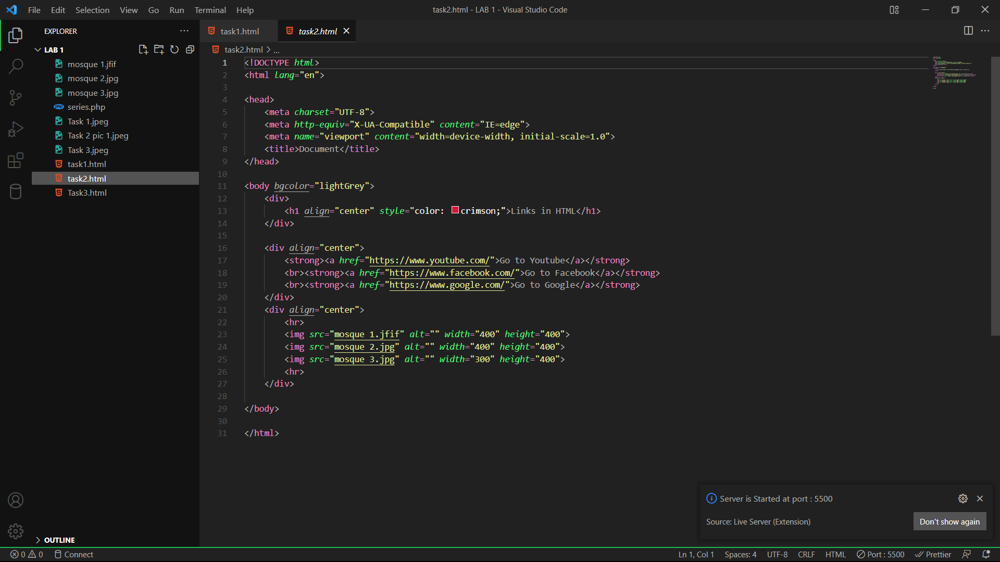 File Edit Selection View Go Run Terminal Help
task2.html - LAB 1 - Visual Studio Code
EXPLORER
LAB 1
mosque 1.jfif
mosque 2.jpg
mosque 3.jpg
php series.php
Task 1.jpeg
Task 2 pic 1.jpeg
Task 3.jpeg
task1.html
task2.html
Task3.html
OUTLINE
task1.html task2.html
task2.html > ...
1 <!DOCTYPE html>
2 <html lang="en">
3
4 <head>
5 <meta charset="UTF-8">
6 <meta http-equiv="X-UA-Compatible" content="IE=edge">
7 <meta name="viewport" content="width=device-width, initial-scale=1.0">
8 <title>Document</title>
9 </head>
10
11 <body bgcolor="lightGrey">
12 <div>
13 <h1 align="center" style="color: crimson;">Links in HTML</h1>
14 </div>
15
16 <div align="center">
17 <strong><a href="https://www.youtube.com/">Go to Youtube</a></strong>
18 <br><strong><a href="https://www.facebook.com/">Go to Facebook</a></strong>
19 <br><strong><a href="https://www.google.com/">Go to Google</a></strong>
20 </div>
21 <div align="center">
22 <hr>
23 <img src="mosque 1.jfif" alt="" width="400" height="400">
24 <img src="mosque 2.jpg" alt="" width="400" height="400">
25 <img src="mosque 3.jpg" alt="" width="300" height="400">
26 <hr>
27 </div>
28
29 </body>
30
31 </html>
Server is Started at port : 5500
Source: Live Server (Extension)
Don't show again
0 0 Connect
Ln 1, Col 1 Spaces: 4 UTF-8 CRLF HTML Port : 5500 Prettier